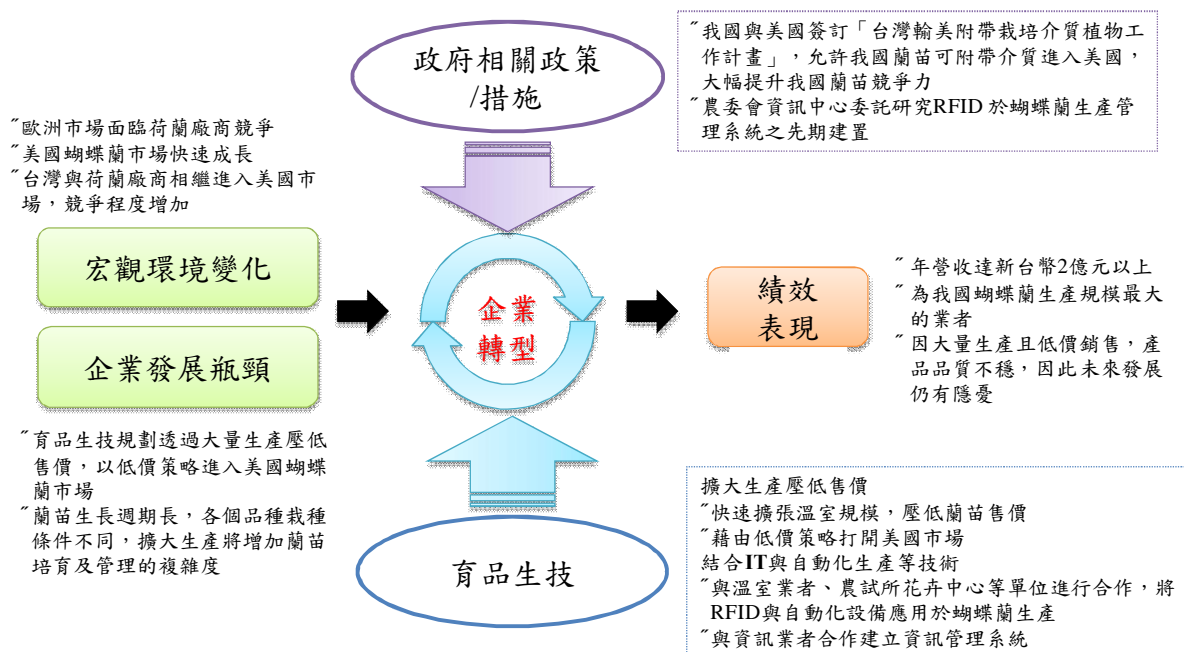 政府相關政策
/措施
˝我國與美國簽訂「台灣輸美附帶栽培介質植物工
作計畫」，允許我國蘭苗可附帶介質進入美國，
大幅提升我國蘭苗競爭力
˝農委會資訊中心委託研究RFID 於蝴蝶蘭生產管
理系統之先期建置
˝歐洲市場面臨荷蘭廠商競爭
˝美國蝴蝶蘭市場快速成長
˝台灣與荷蘭廠商相繼進入美國市
場，競爭程度增加
宏觀環境變化
企業發展瓶頸
˝育品生技規劃透過大量生產壓低
售價，以低價策略進入美國蝴蝶
蘭市場
˝蘭苗生長週期長，各個品種栽種
條件不同，擴大生產將增加蘭苗
培育及管理的複雜度
企業
轉型
績效
表現
˝年營收達新台幣2億元以上
˝為我國蝴蝶蘭生產規模最大
的業者
˝因大量生產且低價銷售，產
品品質不穩，因此未來發展
仍有隱憂
育品生技
擴大生產壓低售價
˝快速擴張溫室規模，壓低蘭苗售價
˝藉由低價策略打開美國市場
結合IT與自動化生產等技術
˝與溫室業者、農試所花卉中心等單位進行合作，將
RFID與自動化設備應用於蝴蝶蘭生產
˝與資訊業者合作建立資訊管理系統